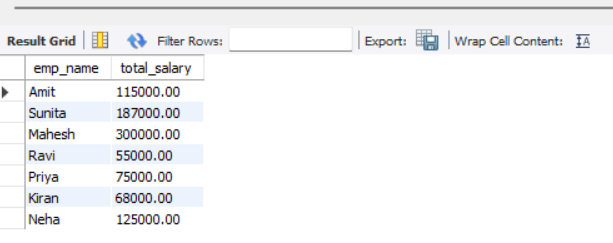 Result Grid Filter Rows: Export: Wrap Cell Content:
emp_name total_salary
Amit 115000.00
Sunita 187000.00
Mahesh 300000.00
Ravi 55000.00
Priya 75000.00
Kiran 68000.00
Neha 125000.00